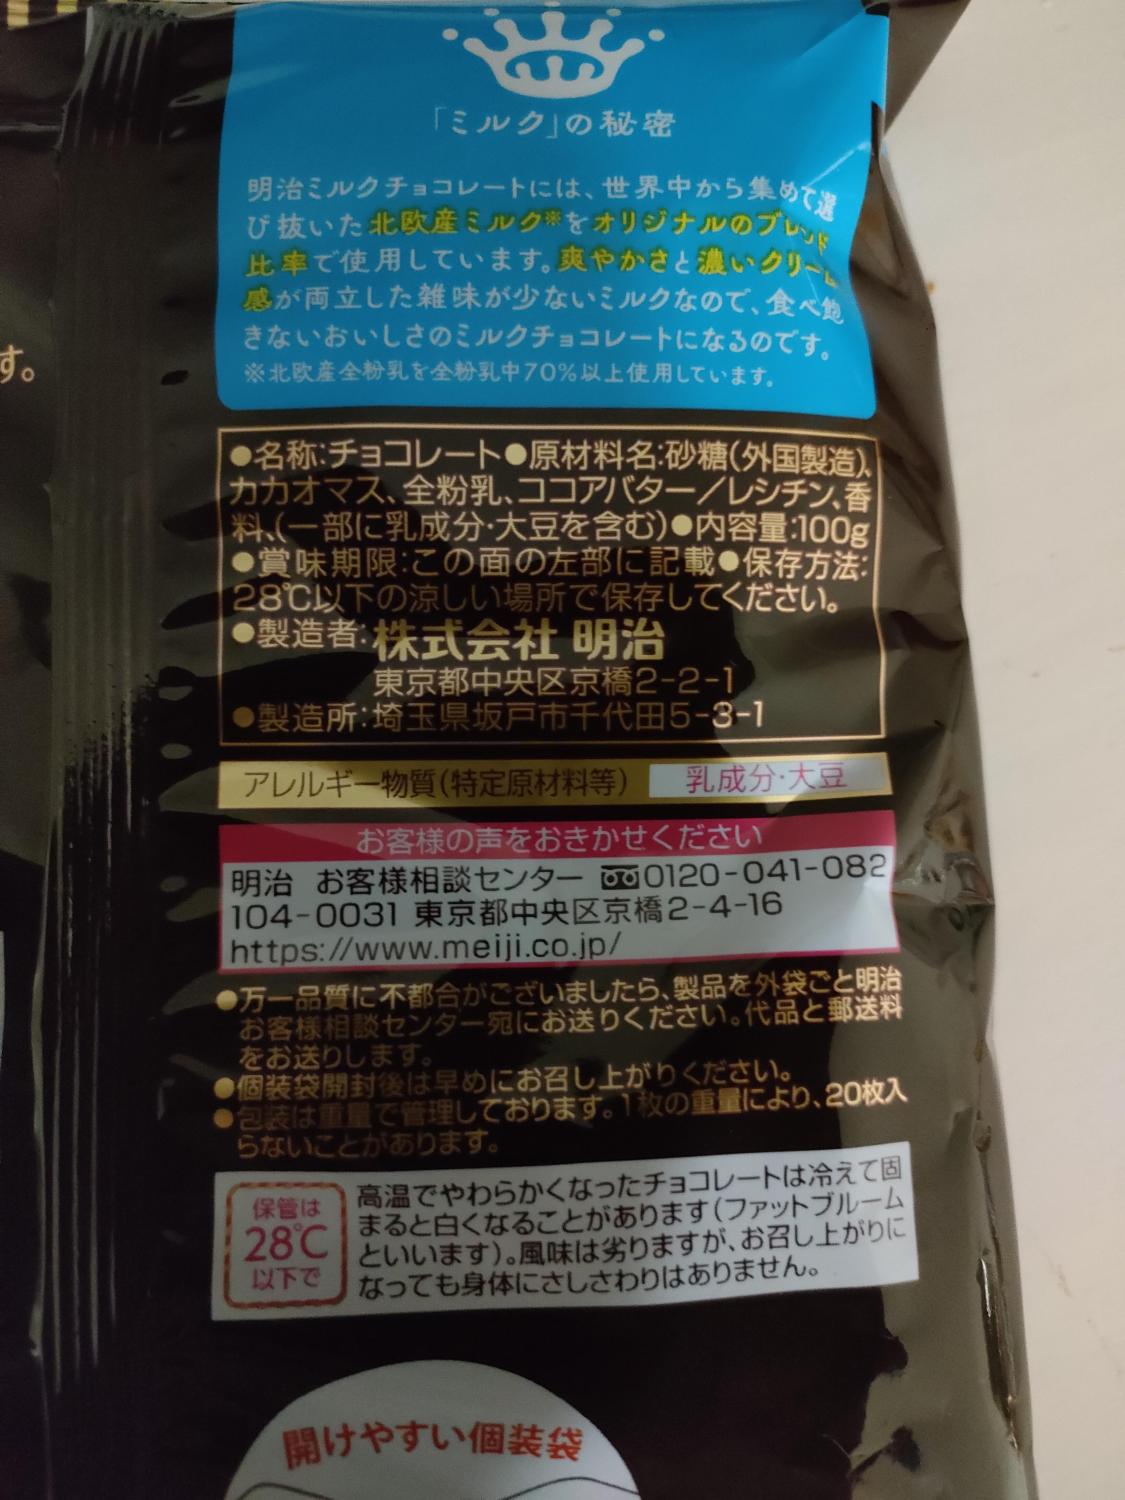 「ミルク」の秘密
明治ミルクチョコレートには、世界中から集めて選
び抜いた北欧産ミルク※をオリジナルのブレンド
比率で使用しています。爽やかさと濃いクリーム
感が両立した雑味が少ないミルクなので、食べ飽
きないおいしさのミルクチョコレートになるのです。
※北欧産全粉乳を全粉乳中70%以上使用しています。
す。
●名称:チョコレート●原材料名:砂糖(外国製造)、
カカオマス、全粉乳、ココアバター/レシチン、香
料、(一部に乳成分・大豆を含む)●内容量:100g
●賞味期限:この面の左部に記載●保存方法:
28℃以下の涼しい場所で保存してください。
●製造者:株式会社 明治
東京都中央区京橋2-2-1
●製造所:埼玉県坂戸市千代田5-3-1
アレルギー物質(特定原材料等) 乳成分・大豆
お客様の声をおきかせください
明治 お客様相談センター 0120-041-082
104-0031 東京都中央区京橋2-4-16
https://www.meiji.co.jp/
●万一品質に不都合がございましたら、製品を外袋ごと明治
お客様相談センター宛にお送りください。代品と郵送料
をお送りします。
●個装袋開封後は早めにお召し上がりください。
●包装は重量で管理しております。1枚の重量により、20枚入
らないことがあります。
保管は
28℃
以下で
高温でやわらかくなったチョコレートは冷えて固
まると白くなることがあります(ファットブルーム
といいます)。風味は劣りますが、お召し上がりに
なっても身体にさしさわりはありません。
開けやすい個装袋